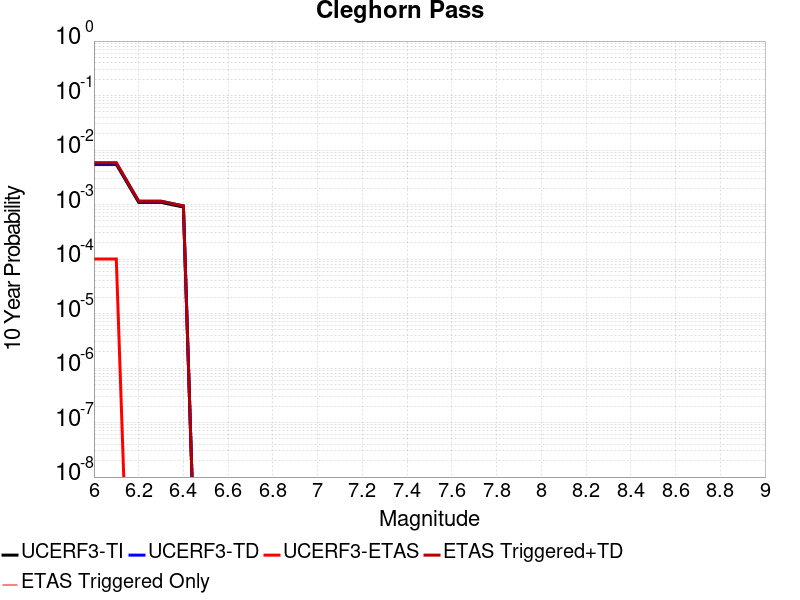 Cleghorn Pass
10 Year Probability
10^0
10^-1
10^-2
10^-3
10^-4
10^-5
10^-6
10^-7
10^-8
6 6.2 6.4 6.6 6.8 7 7.2 7.4 7.6 7.8 8 8.2 8.4 8.6 8.8 9
Magnitude
UCERF3-TI UCERF3-TD UCERF3-ETAS ETAS Triggered+TD
ETAS Triggered Only